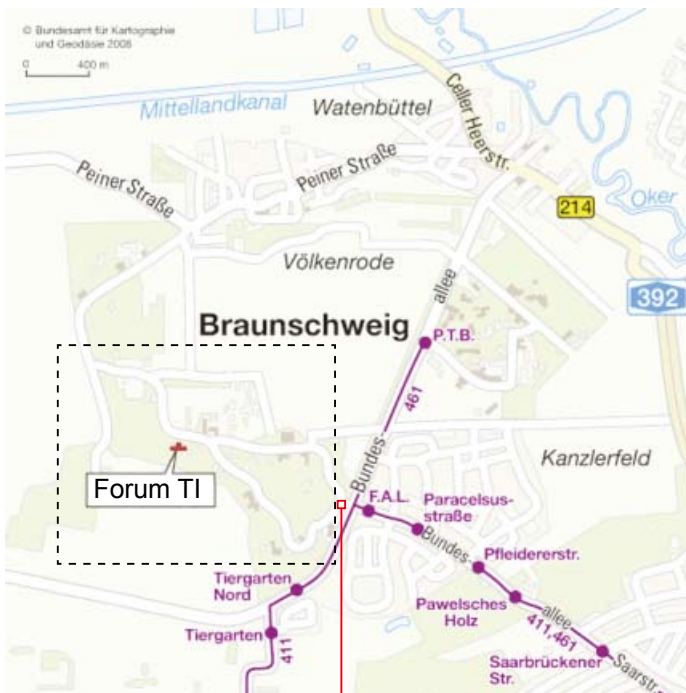 © Bundesamt für Kartographie
und Geodäsie 2008
0 400 m
Mittellandkanal
Watenbüttel
Celler Heerstr.
Peiner Straße
Peiner Straße
214
Oker
Völkenrode
allee
392
Braunschweig
P.T.B.
461
Bundes-
Kanzlerfeld
Forum TI
F.A.L.
Paracelsus-
straße
Bundes-
Pfleidererstr.
Tiergarten
Nord
Pawelsches
Holz
allee
411,461
Tiergarten
411
Saarbrückener
Str.
Saarstr.